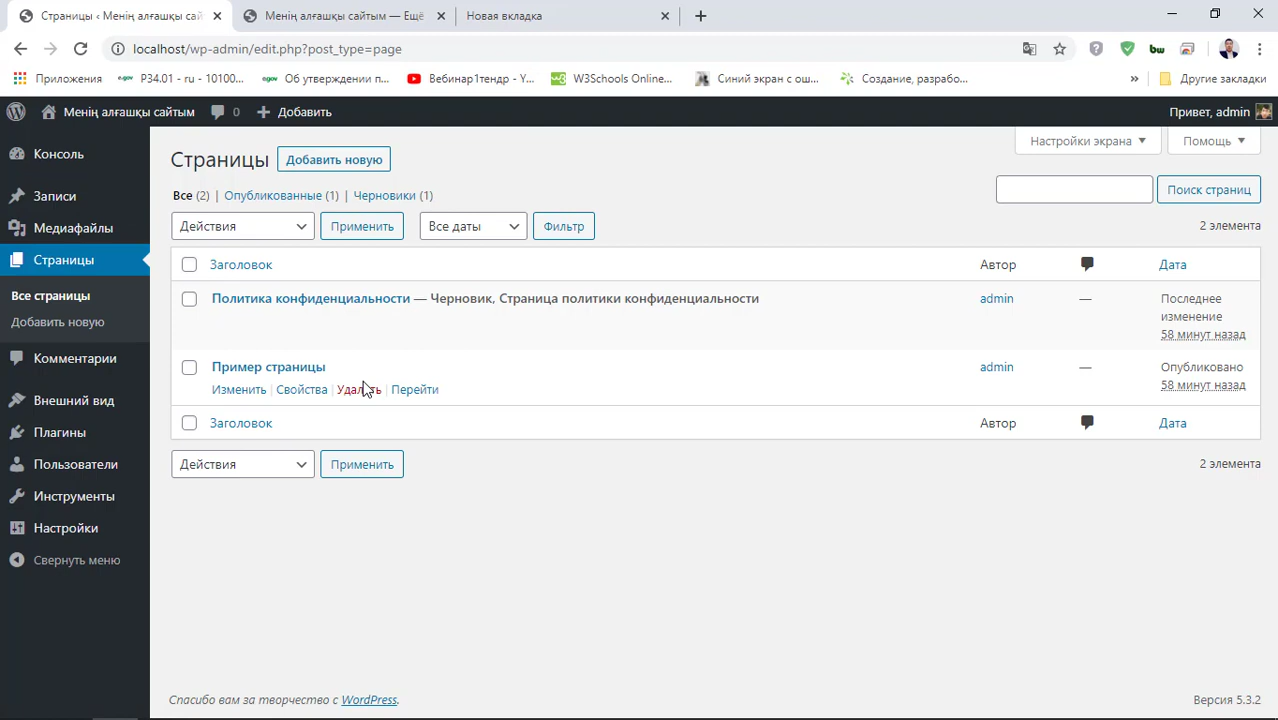 Страницы ‹ Менің алғашқы сай
Менің алғашқы сайтым — Ещё
Новая вкладка
localhost/wp-admin/edit.php?post_type=page
Приложения
P34.01 - ru - 10100...
Об утверждении п...
Вебинар1тендр - Y...
W3Schools Online...
Синий экран с ош...
Создание, разрабо...
»
Другие закладки
Менің алғашқы сайтым
0
Добавить
Привет, admin
Настройки экрана
Помощь
Консоль
Записи
Медиафайлы
Страницы
Все страницы
Добавить новую
Комментарии
Внешний вид
Плагины
Пользователи
Инструменты
Настройки
Свернуть меню
Страницы
Добавить новую
Все (2) | Опубликованные (1) | Черновики (1)
Поиск страниц
Действия
Применить
Все даты
Фильтр
2 элемента
Заголовок
Автор
Дата
Политика конфиденциальности — Черновик, Страница политики конфиденциальности
admin
—
Последнее
изменение
58 минут назад
Пример страницы
admin
—
Опубликовано
58 минут назад
Изменить | Свойства | Удалить | Перейти
Заголовок
Автор
Дата
Действия
Применить
2 элемента
Спасибо вам за творчество с WordPress.
Версия 5.3.2